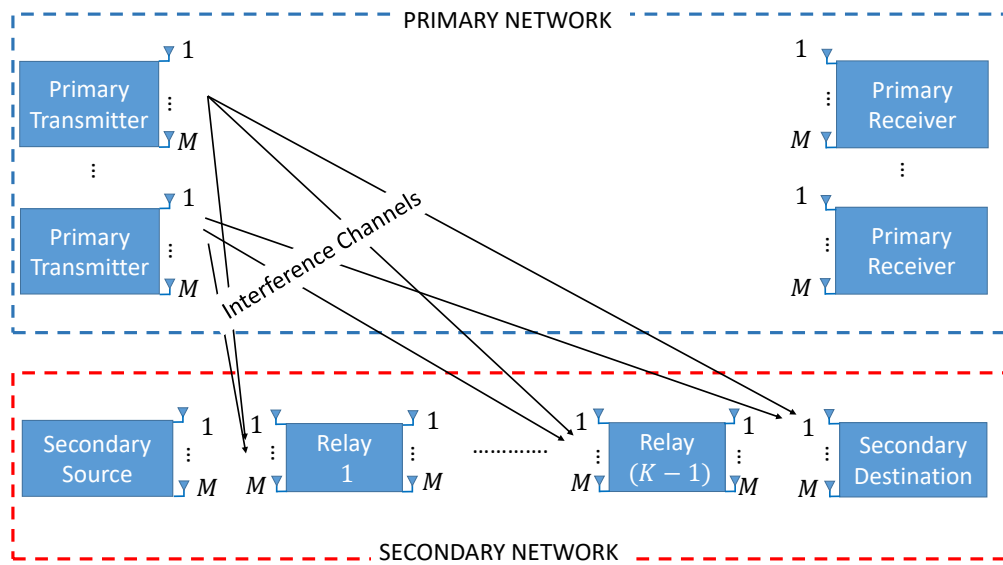 PRIMARY NETWORK
1
Primary
Transmitter
⋮
M
1
⋮
M
Primary
Receiver
...
...
1
Primary
Transmitter
⋮
M
1
⋮
M
Primary
Receiver
Interference Channels
Secondary
Source
1
⋮
M
1
⋮
M
Relay
1
1
⋮
M
.............
1
⋮
M
Relay
(K − 1)
1
⋮
M
1
⋮
M
Secondary
Destination
SECONDARY NETWORK